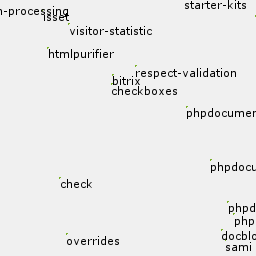 starter-kits
n-processing
isset
visitor-statistic
htmlpurifier
respect-validation
bitrix
checkboxes
phpdocumen
phpdocu
check
phpd
php
docblo
overrides
sami